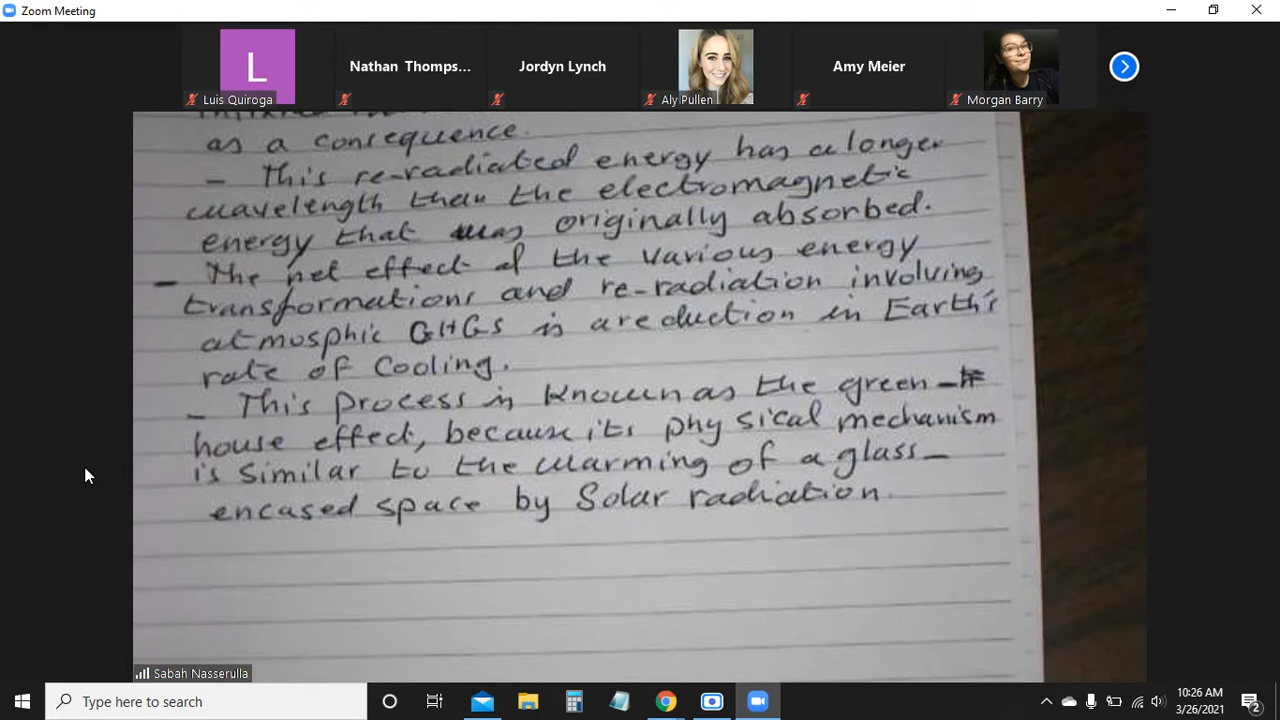 Zoom Meeting
L
Luis Quiroga
Nathan Thomps...
Jordyn Lynch
Aly Pullen
Amy Meier
Morgan Barry
as a consequence.
- This re-radiated energy has a longer
wavelength than the electromagnetic
energy that was originally absorbed.
- The net effect of the various energy
transformations and re-radiation involving
atmosphic GHGs is a reduction in Earth's
rate of Cooling.
- This process is known as the green-
house effect, because its physical mechanism
is similar to the warming of a glass-
encased space by Solar radiation.
Sabah Nasserulla
Type here to search
10:26 AM
3/26/2021
2